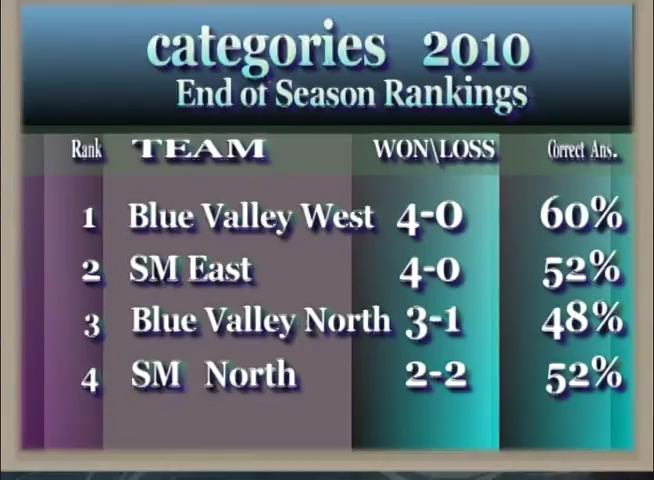 categories 2010
End of Season Rankings
Rank TEAM WON\LOSS Correct Ans.
1 Blue Valley West 4-0 60%
2 SM East 4-0 52%
3 Blue Valley North 3-1 48%
4 SM North 2-2 52%